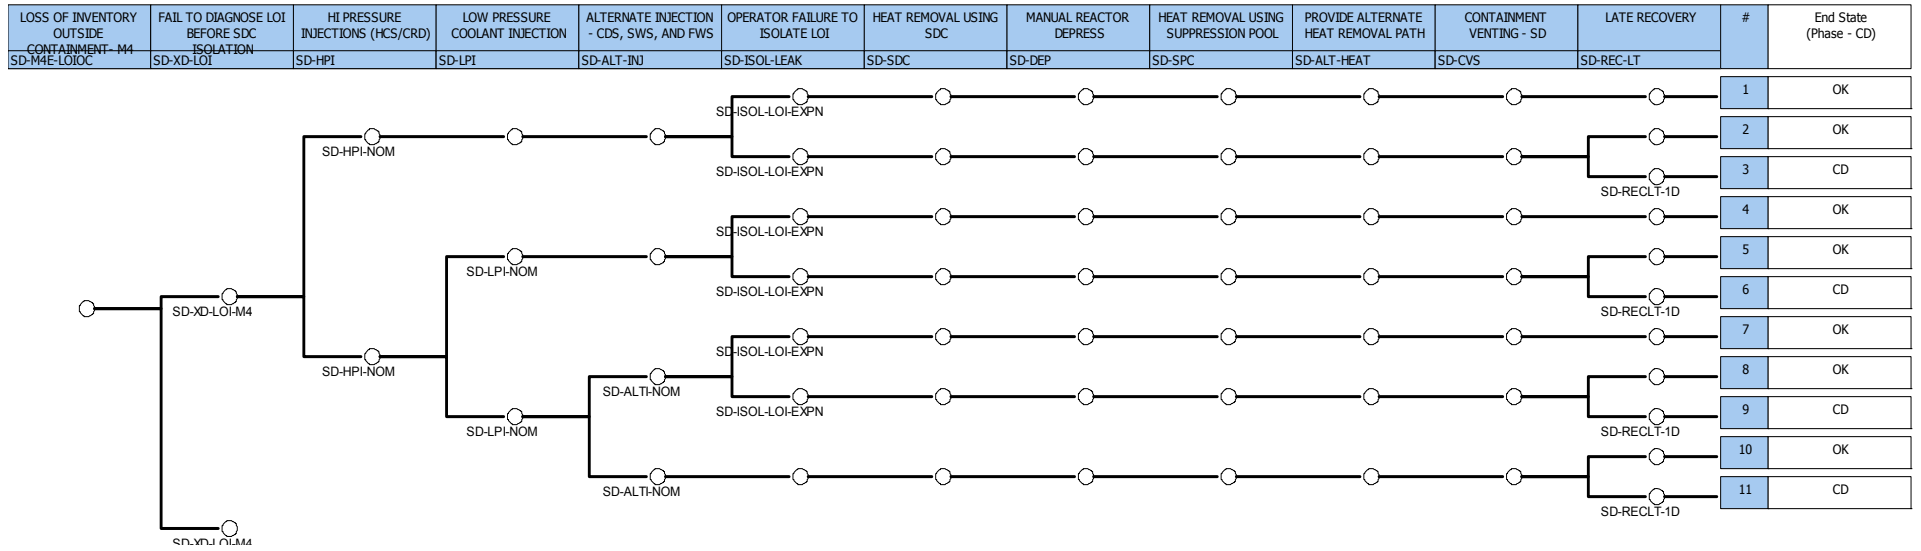 LOSS OF INVENTORY
OUTSIDE
CONTAINMENT- M4
SD-M4E-LOIOC
FAIL TO DIAGNOSE LOI
BEFORE SDC
ISOLATION
SD-XD-LOI
HI PRESSURE
INJECTIONS (HCS/CRD)
SD-HPI
LOW PRESSURE
COOLANT INJECTION
SD-LPI
ALTERNATE INJECTION
- CDS, SWS, AND FWS
SD-ALT-INJ
OPERATOR FAILURE TO
ISOLATE LOI
SD-ISOL-LEAK
HEAT REMOVAL USING
SDC
SD-SDC
MANUAL REACTOR
DEPRESS
SD-DEP
HEAT REMOVAL USING
SUPPRESSION POOL
SD-SPC
PROVIDE ALTERNATE
HEAT REMOVAL PATH
SD-ALT-HEAT
CONTAINMENT
VENTING - SD
SD-CVS
LATE RECOVERY
SD-REC-LT
#
End State
(Phase - CD)
1 OK
SD-ISOL-LOI-EXPN
2 OK
SD-HPI-NOM
SD-ISOL-LOI-EXPN
3 CD
SD-RECLT-1D
4 OK
SD-ISOL-LOI-EXPN
5 OK
SD-LPI-NOM
SD-ISOL-LOI-EXPN
6 CD
SD-XD-LOI-M4
SD-RECLT-1D
7 OK
SD-ISOL-LOI-EXPN
SD-HPI-NOM
8 OK
SD-ALTI-NOM
SD-ISOL-LOI-EXPN
9 CD
SD-LPI-NOM
SD-RECLT-1D
10 OK
SD-ALTI-NOM
11 CD
SD-RECLT-1D
SD-XD-LOI-M4